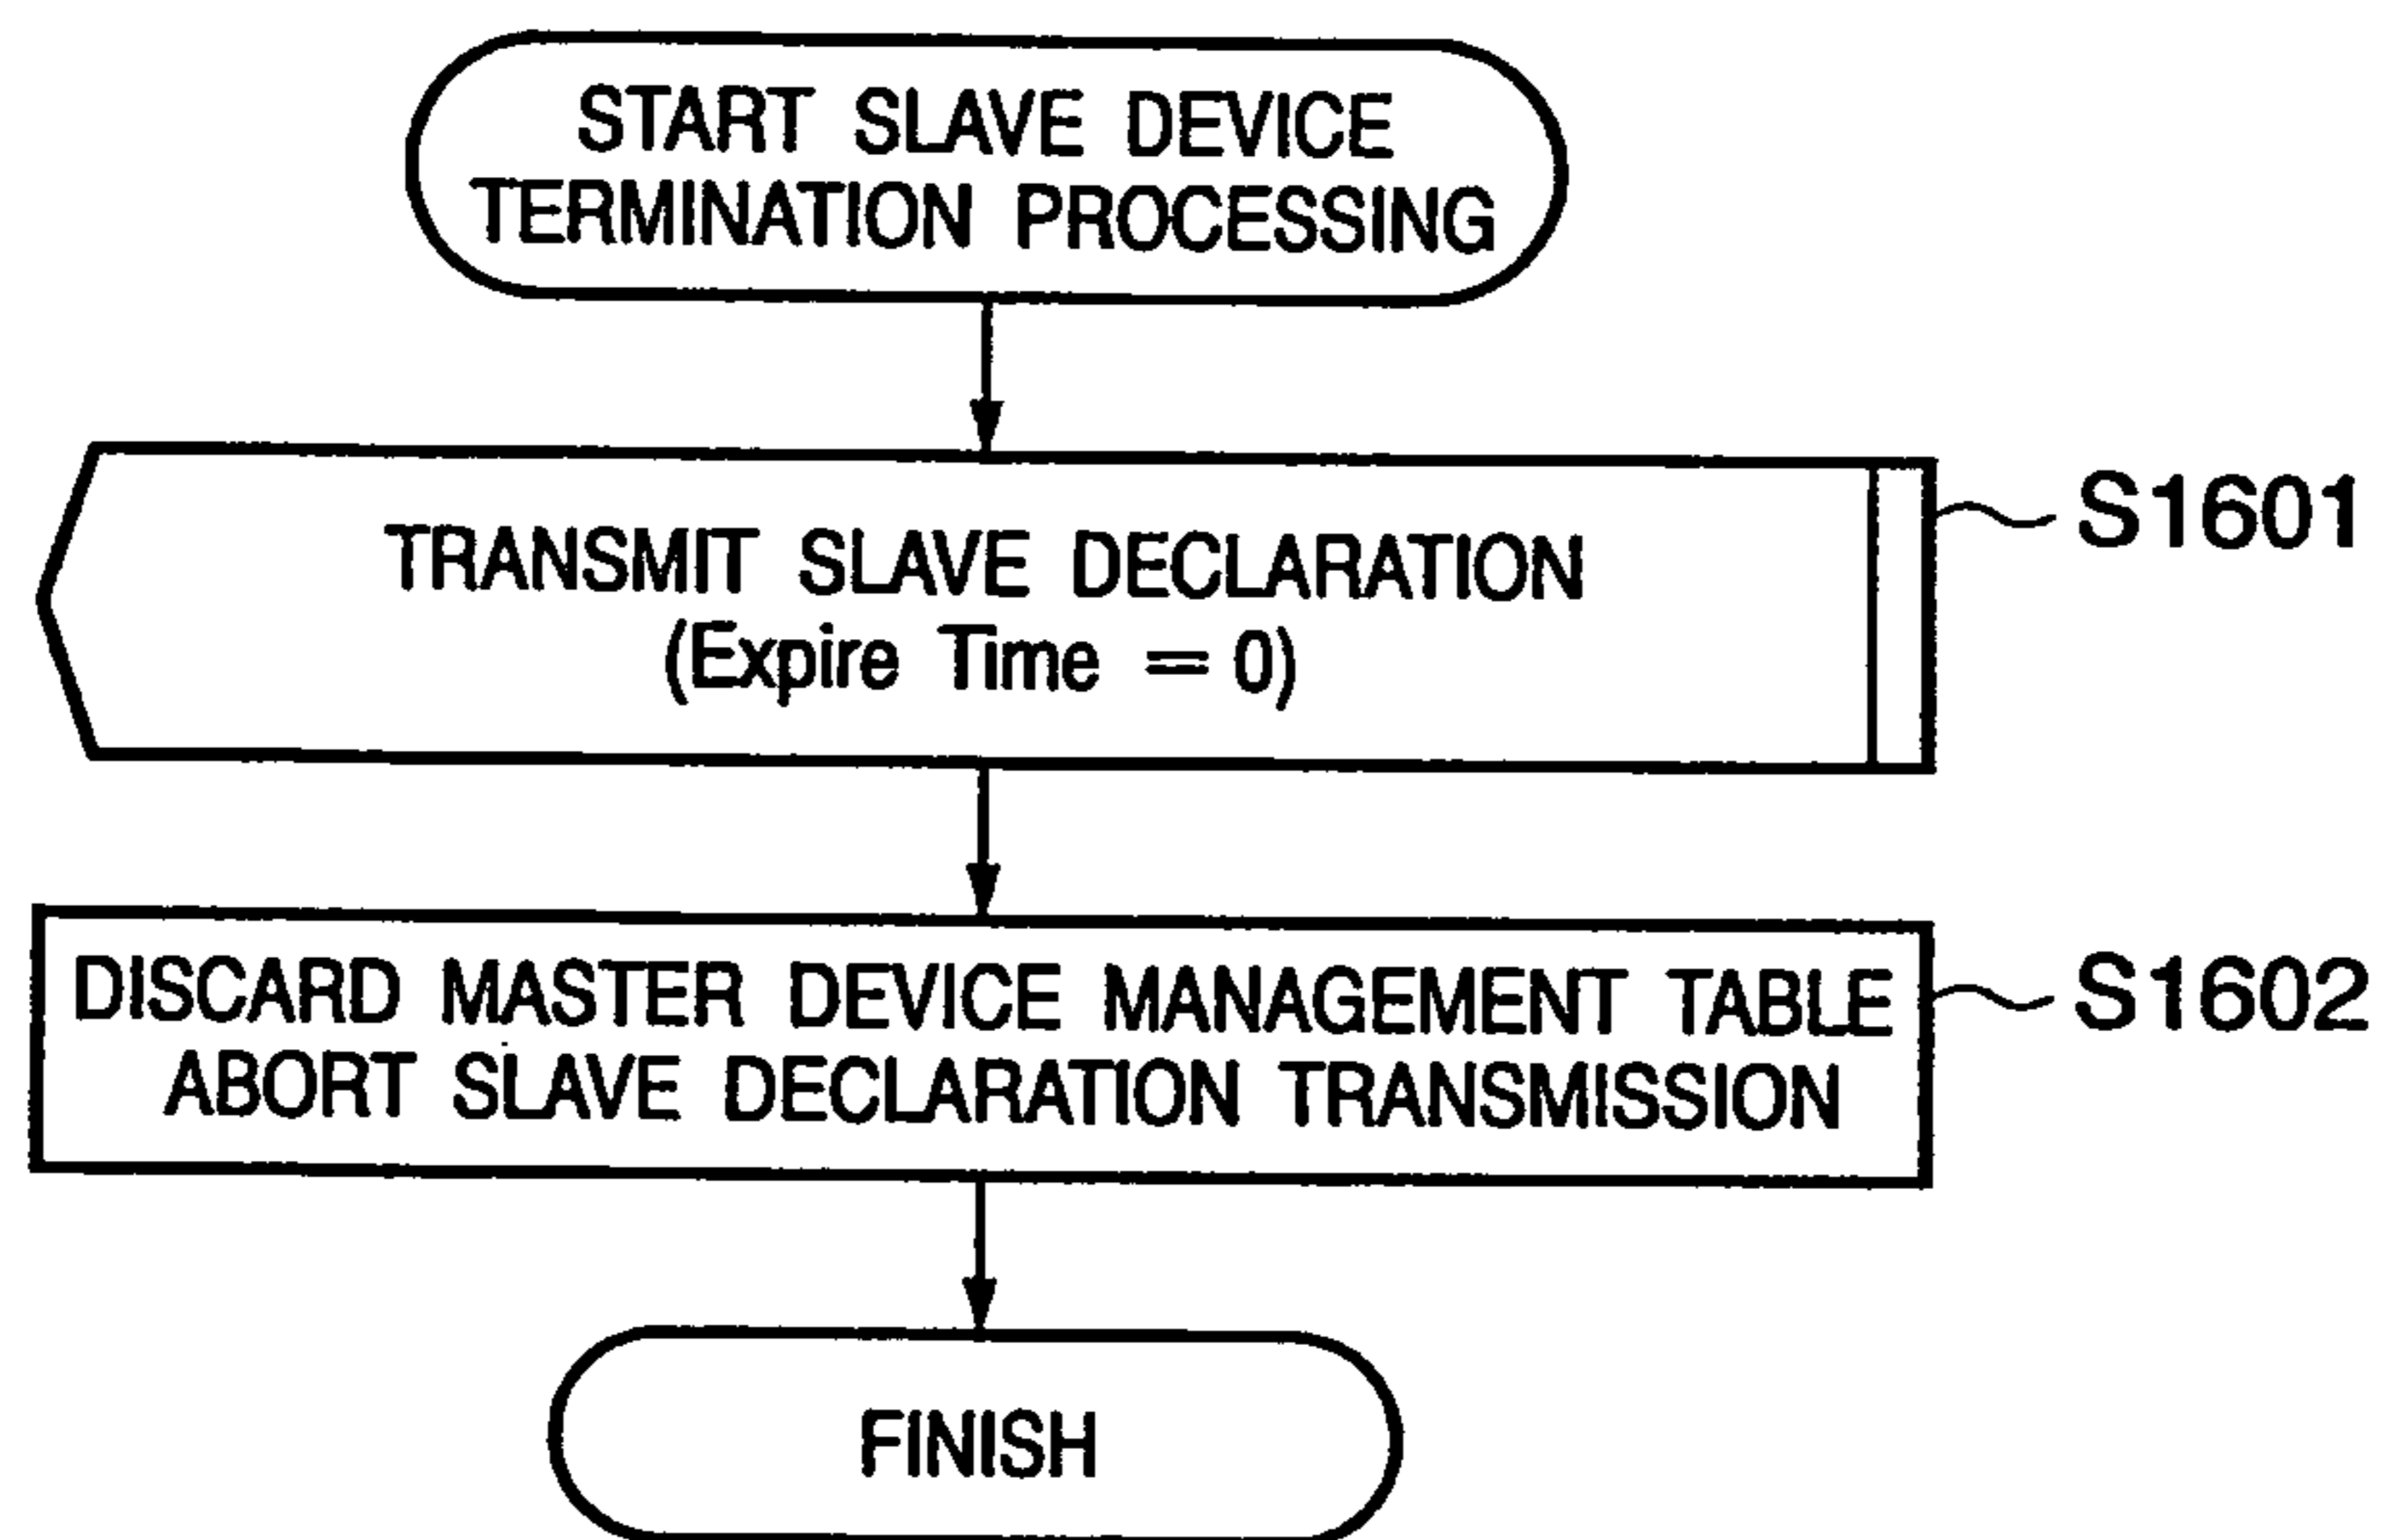 START SLAVE DEVICE
TERMINATION PROCESSING
TRANSMIT SLAVE DECLARATION
(Expire Time = 0)
S1601
DISCARD MASTER DEVICE MANAGEMENT TABLE
ABORT SLAVE DECLARATION TRANSMISSION
S1602
FINISH